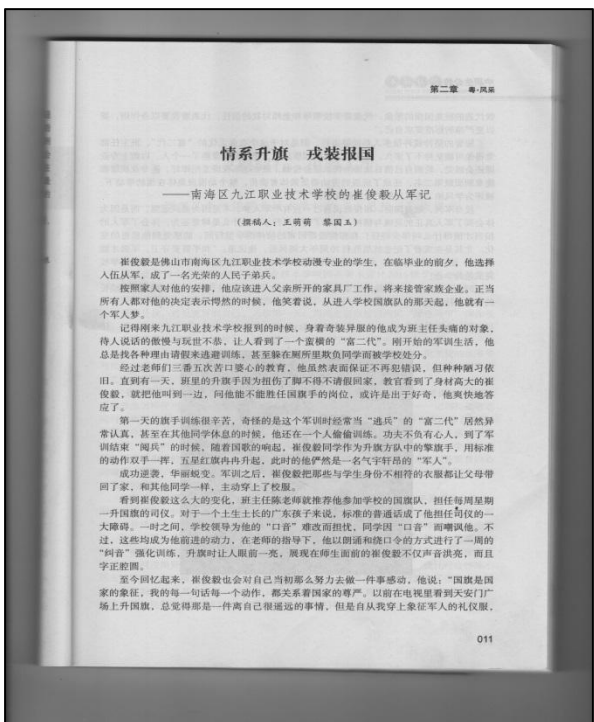 第二章 粤·风采
情系升旗 戎装报国
——南海区九江职业技术学校的崔俊毅从军记
（撰稿人：王萌萌 黎国玉）
崔俊毅是佛山市南海区九江职业技术学校动漫专业的学生，在临毕业的前夕，他选择
入伍从军，成了一名光荣的人民子弟兵。
按照家人对他的安排，他应该进入父亲所开的家具厂工作，将来接管家族企业。正当
所有人都对他的决定表示愕然的时候，他笑着说，从进入学校国旗队的那天起，他就有一
个军人梦。
记得刚来九江职业技术学校报到的时候，身着奇装异服的他成为班主任头痛的对象，
待人说话的傲慢与玩世不恭，让人看到了一个蛮横的“富二代”。刚开始的军训生活，他
总是找各种理由请假来逃避训练，甚至躲在厕所里欺负同学而被学校处分。
经过老师们三番五次苦口婆心的教育，他虽然表面保证不再犯错误，但种种陋习依
旧。直到有一天，班里的升旗手因为扭伤了脚不得不请假回家，教官看到了身材高大的崔
俊毅，就把他叫到一边，问他能不能胜任国旗手的岗位，或许是出于好奇，他爽快地答
应了。
第一天的旗手训练很辛苦，奇怪的是这个军训时经常当“逃兵”的“富二代”居然异
常认真，甚至在其他同学休息的时候，他还在一个人偷偷训练。功夫不负有心人，到了军
训结束“阅兵”的时候，随着国歌的响起，崔俊毅同学作为升旗方队中的擎旗手，用标准
的动作双手一挥，五星红旗冉冉升起，此时的他俨然是一名气宇轩昂的“军人”。
成功逆袭，华丽蜕变。军训之后，崔俊毅把那些与学生身份不相符的衣服都让父母带
回了家，和其他同学一样，主动穿上了校服。
看到崔俊毅这么大的变化，班主任陈老师就推荐他参加学校的国旗队，担任每周星期
一升国旗的司仪。对于一个土生土长的广东孩子来说，标准的普通话成了他担任司仪的一
大障碍。一时之间，学校领导为他的“口音”难改而担忧，同学因“口音”而嘲讽他。不
过，这些均成为他前进的动力，在老师的指导下，他以朗诵和绕口令的方式进行了一周的
“纠音”强化训练，升旗时让人眼前一亮，展现在师生面前的崔俊毅不仅声音洪亮，而且
字正腔圆。
至今回忆起来，崔俊毅也会对自己当初那么努力去做一件事感动，他说：“国旗是国
家的象征，我的每一句话每一个动作，都关系着国家的尊严。以前在电视里看到天安门广
场上升国旗，总觉得那是一件离自己很遥远的事情，但是自从我穿上象征军人的礼仪服，
011